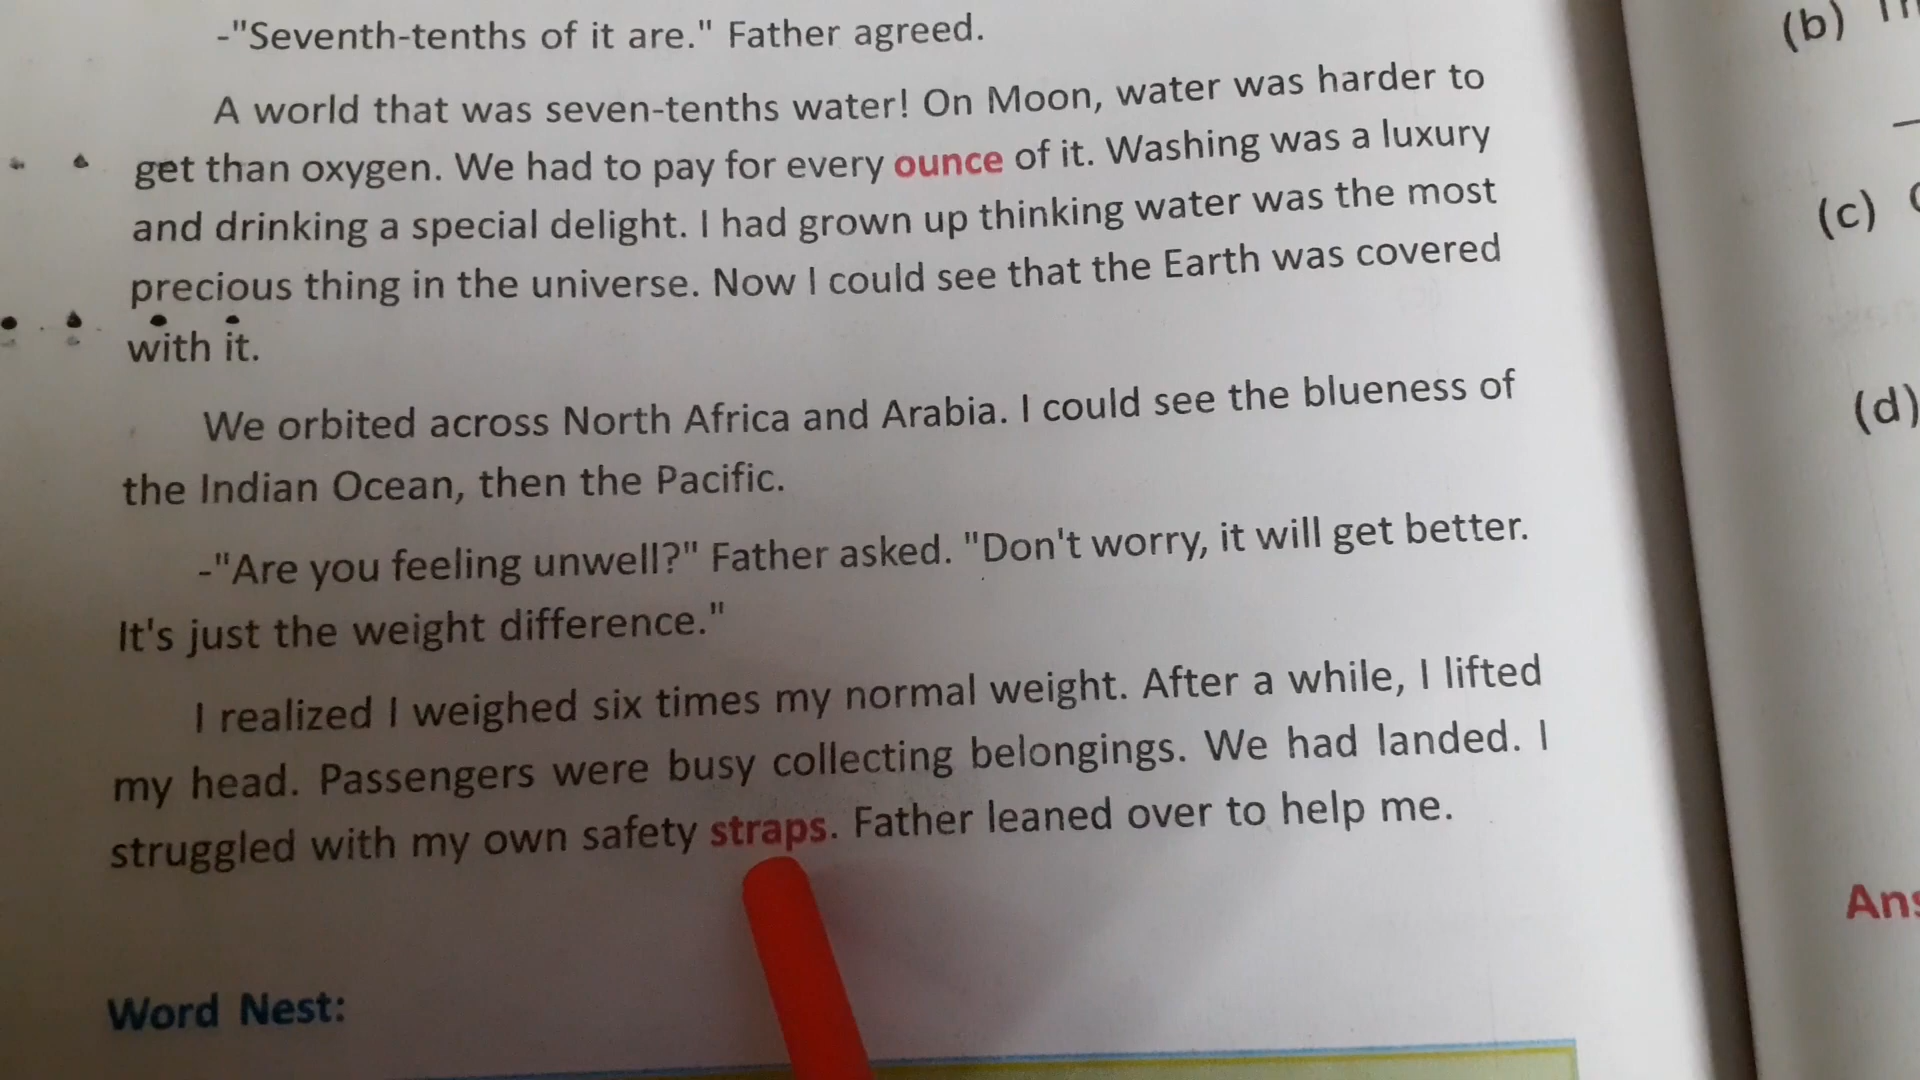 -"Seventh-tenths of it are." Father agreed.
A world that was seven-tenths water! On Moon, water was harder to
get than oxygen. We had to pay for every ounce of it. Washing was a luxury
and drinking a special delight. I had grown up thinking water was the most
precious thing in the universe. Now I could see that the Earth was covered
with it.
We orbited across North Africa and Arabia. I could see the blueness of
the Indian Ocean, then the Pacific.
-"Are you feeling unwell?" Father asked. "Don't worry, it will get better.
It's just the weight difference."
I realized I weighed six times my normal weight. After a while, I lifted
my head. Passengers were busy collecting belongings. We had landed. I
struggled with my own safety straps. Father leaned over to help me.
Word Nest:
(b)
(c)
(d)